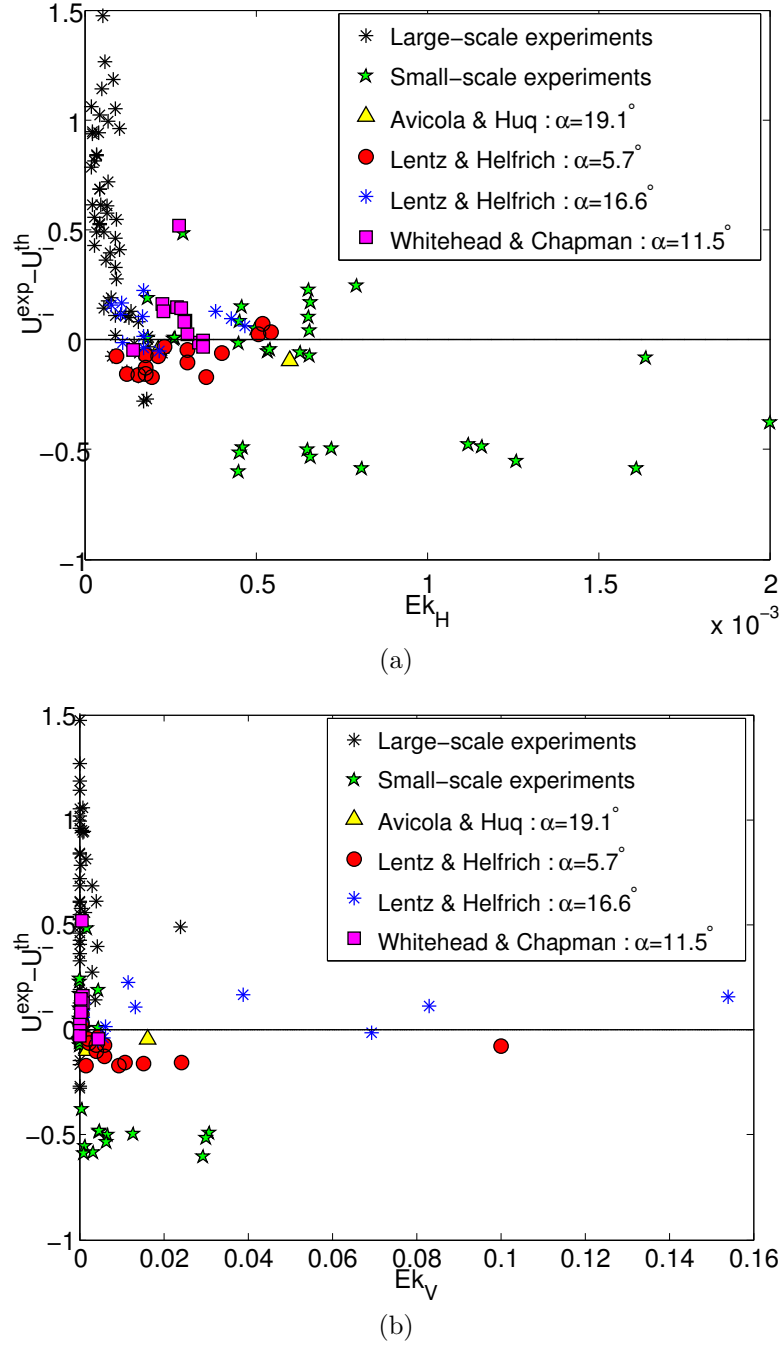 1.5
1
0.5
0
−0.5
−1
U_i^exp−U_i^th
Large−scale experiments
Small−scale experiments
Avicola & Huq : α=19.1°
Lentz & Helfrich : α=5.7°
Lentz & Helfrich : α=16.6°
Whitehead & Chapman : α=11.5°
0 0.5 1 1.5 2
Ek_H
x 10^−3
(a)
1.5
1
0.5
0
−0.5
−1
U_i^exp−U_i^th
Large−scale experiments
Small−scale experiments
Avicola & Huq : α=19.1°
Lentz & Helfrich : α=5.7°
Lentz & Helfrich : α=16.6°
Whitehead & Chapman : α=11.5°
0 0.02 0.04 0.06 0.08 0.1 0.12 0.14 0.16
Ek_V
(b)